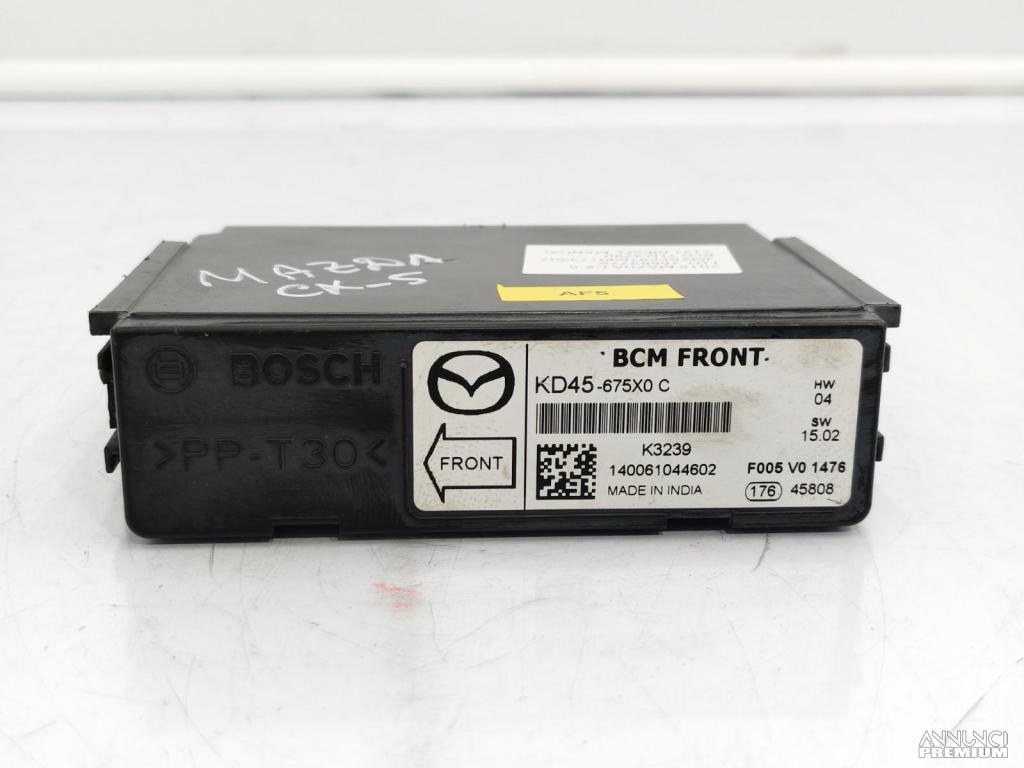 MAZDA
CX-5
AF5
BOSCH
>PP-T30<
BCM FRONT
KD45-675X0 C
HW
04
SW
15.02
FRONT
K3239
140061044602
MADE IN INDIA
F005 V0 1476
176 45808
ANNUNCI
PREMIUM